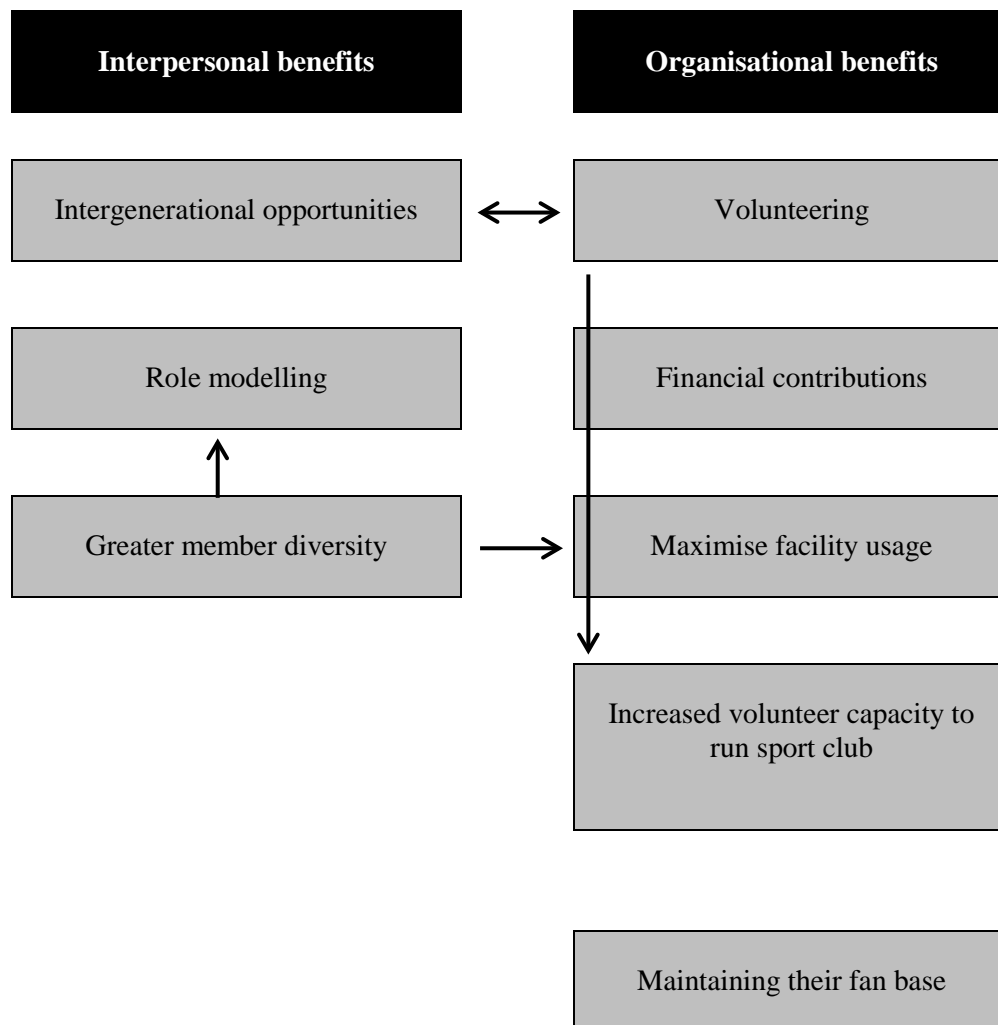 Interpersonal benefits
Organisational benefits
Intergenerational opportunities
Volunteering
Role modelling
Financial contributions
Greater member diversity
Maximise facility usage
Increased volunteer capacity to
run sport club
Maintaining their fan base